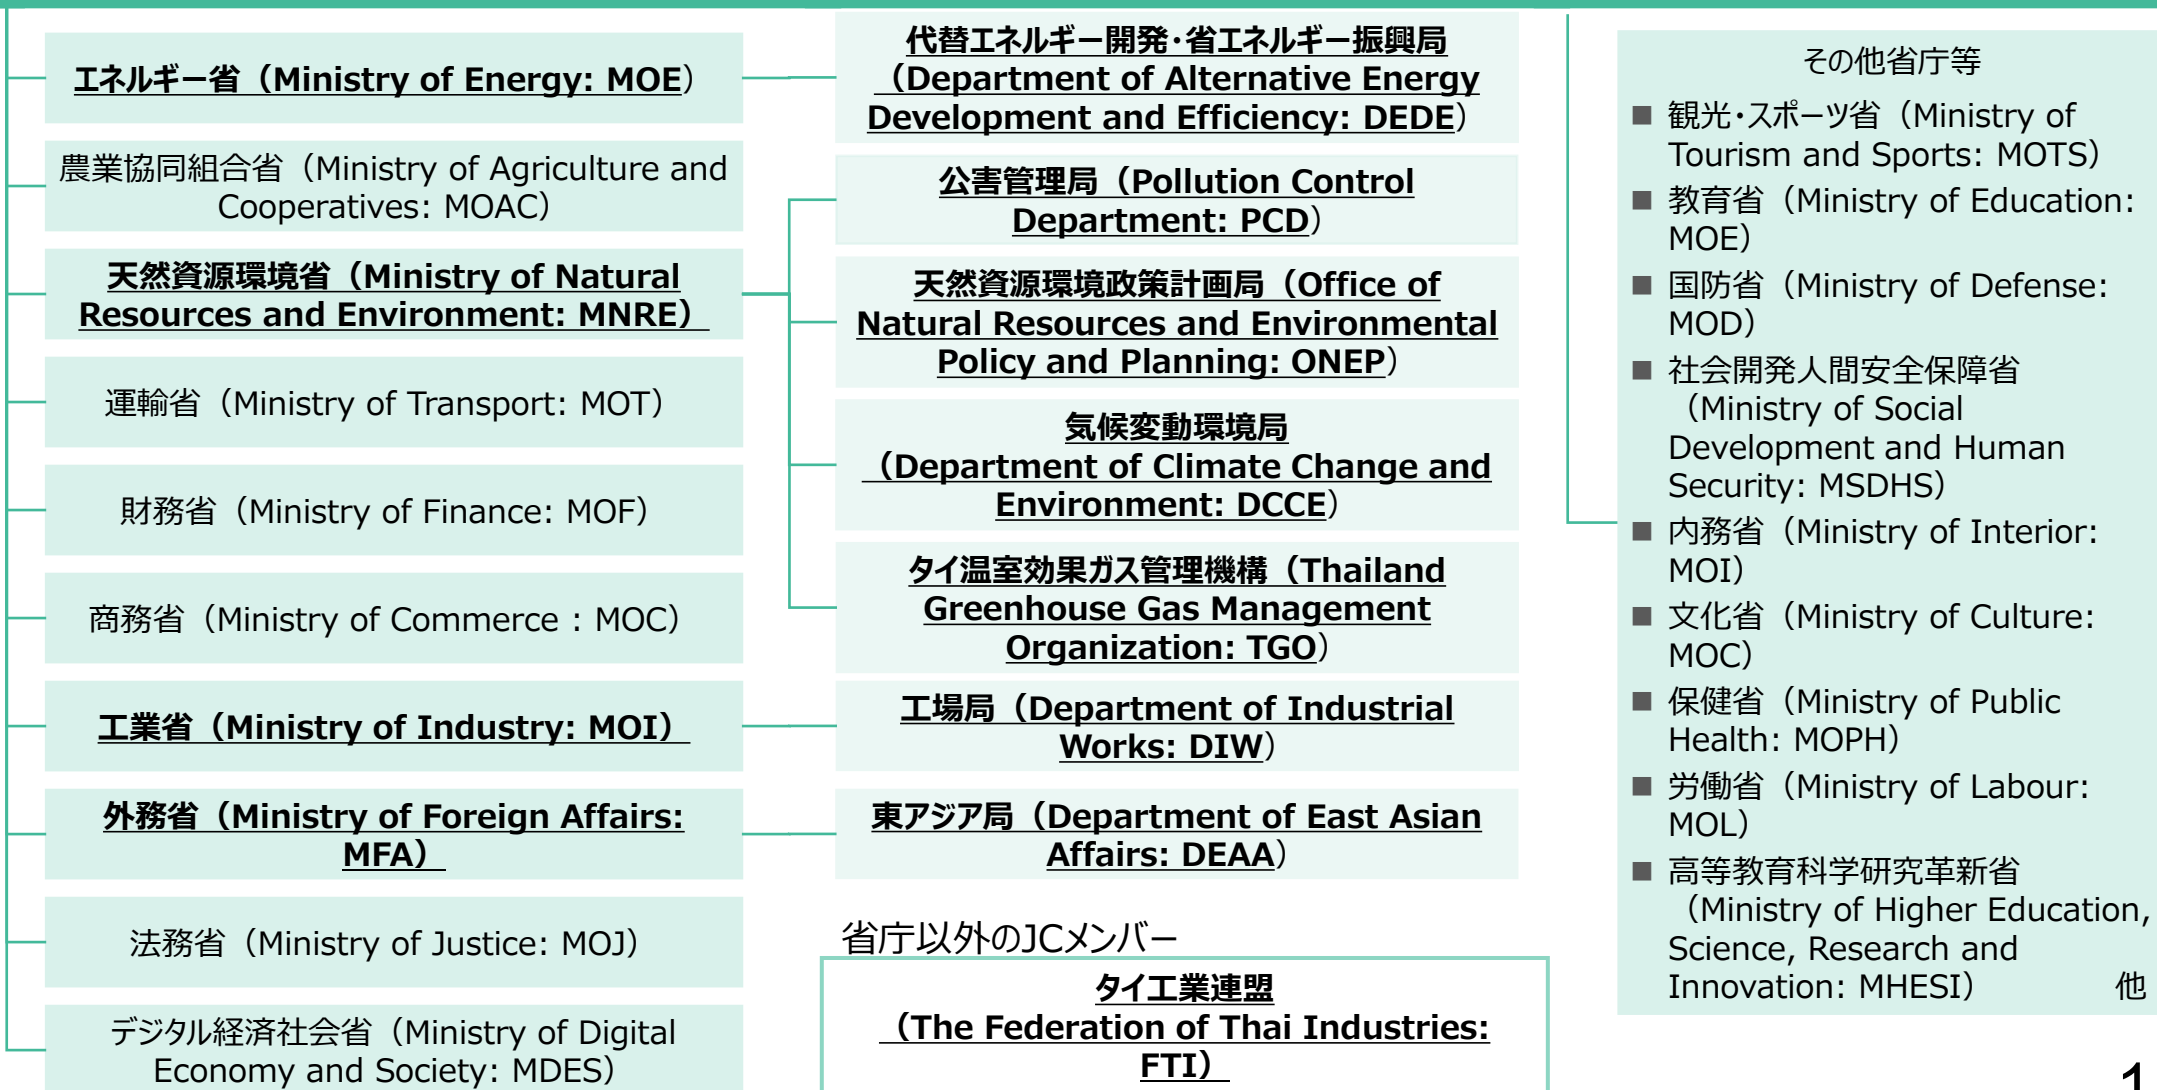 エネルギー省（Ministry of Energy: MOE）
農業協同組合省（Ministry of Agriculture and
Cooperatives: MOAC）
天然資源環境省（Ministry of Natural
Resources and Environment: MNRE）
運輸省（Ministry of Transport: MOT）
財務省（Ministry of Finance: MOF）
商務省（Ministry of Commerce : MOC）
工業省（Ministry of Industry: MOI）
外務省（Ministry of Foreign Affairs:
MFA）
法務省（Ministry of Justice: MOJ）
デジタル経済社会省（Ministry of Digital
Economy and Society: MDES）
代替エネルギー開発・省エネルギー振興局
（Department of Alternative Energy
Development and Efficiency: DEDE）
公害管理局（Pollution Control
Department: PCD）
天然資源環境政策計画局（Office of
Natural Resources and Environmental
Policy and Planning: ONEP）
気候変動環境局
（Department of Climate Change and
Environment: DCCE）
タイ温室効果ガス管理機構（Thailand
Greenhouse Gas Management
Organization: TGO）
工場局（Department of Industrial
Works: DIW）
東アジア局（Department of East Asian
Affairs: DEAA）
省庁以外のJCメンバー
タイ工業連盟
（The Federation of Thai Industries:
FTI）
その他省庁等
■ 観光・スポーツ省（Ministry of
Tourism and Sports: MOTS）
■ 教育省（Ministry of Education:
MOE）
■ 国防省（Ministry of Defense:
MOD）
■ 社会開発人間安全保障省
（Ministry of Social
Development and Human
Security: MSDHS）
■ 内務省（Ministry of Interior:
MOI）
■ 文化省（Ministry of Culture:
MOC）
■ 保健省（Ministry of Public
Health: MOPH）
■ 労働省（Ministry of Labour:
MOL）
■ 高等教育科学研究革新省
（Ministry of Higher Education,
Science, Research and
Innovation: MHESI） 他